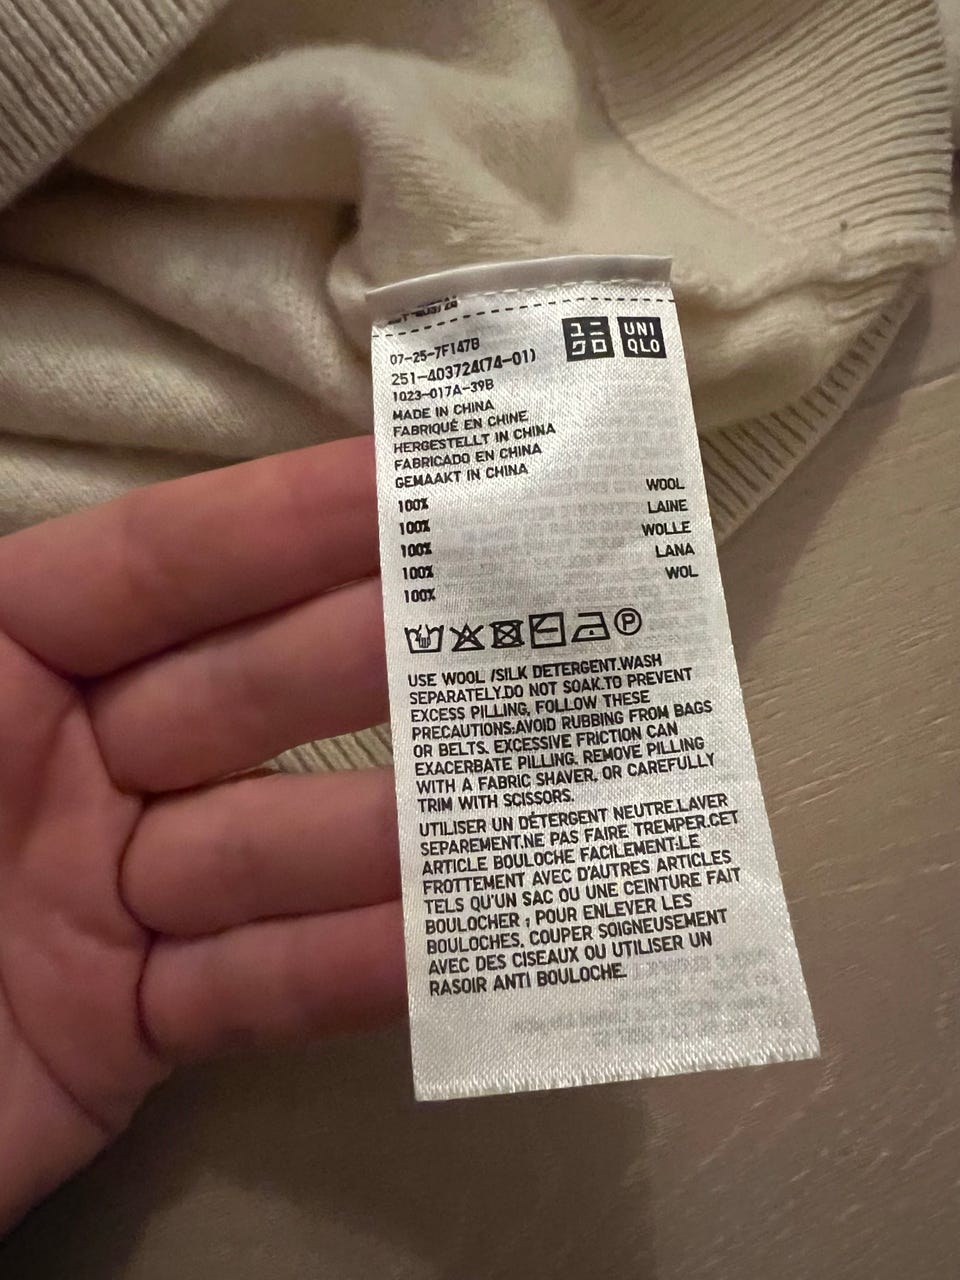 ユニ
クロ
UNI
QLO
07-25-7F147B
251-403724(74-01)
1023-017A-39B
MADE IN CHINA
FABRIQUÉ EN CHINE
HERGESTELLT IN CHINA
FABRICADO EN CHINA
GEMAAKT IN CHINA
100% WOOL
100% LAINE
100% WOLLE
100% LANA
100% WOL
P
USE WOOL /SILK DETERGENT.WASH
SEPARATELY.DO NOT SOAK.TO PREVENT
EXCESS PILLING, FOLLOW THESE
PRECAUTIONS:AVOID RUBBING FROM BAGS
OR BELTS. EXCESSIVE FRICTION CAN
EXACERBATE PILLING. REMOVE PILLING
WITH A FABRIC SHAVER, OR CAREFULLY
TRIM WITH SCISSORS.
UTILISER UN DÉTERGENT NEUTRE.LAVER
SEPAREMENT.NE PAS FAIRE TREMPER.CET
ARTICLE BOULOCHE FACILEMENT:LE
FROTTEMENT AVEC D'AUTRES ARTICLES
TELS QU'UN SAC OU UNE CEINTURE FAIT
BOULOCHER ; POUR ENLEVER LES
BOULOCHES, COUPER SOIGNEUSEMENT
AVEC DES CISEAUX OU UTILISER UN
RASOIR ANTI BOULOCHE.